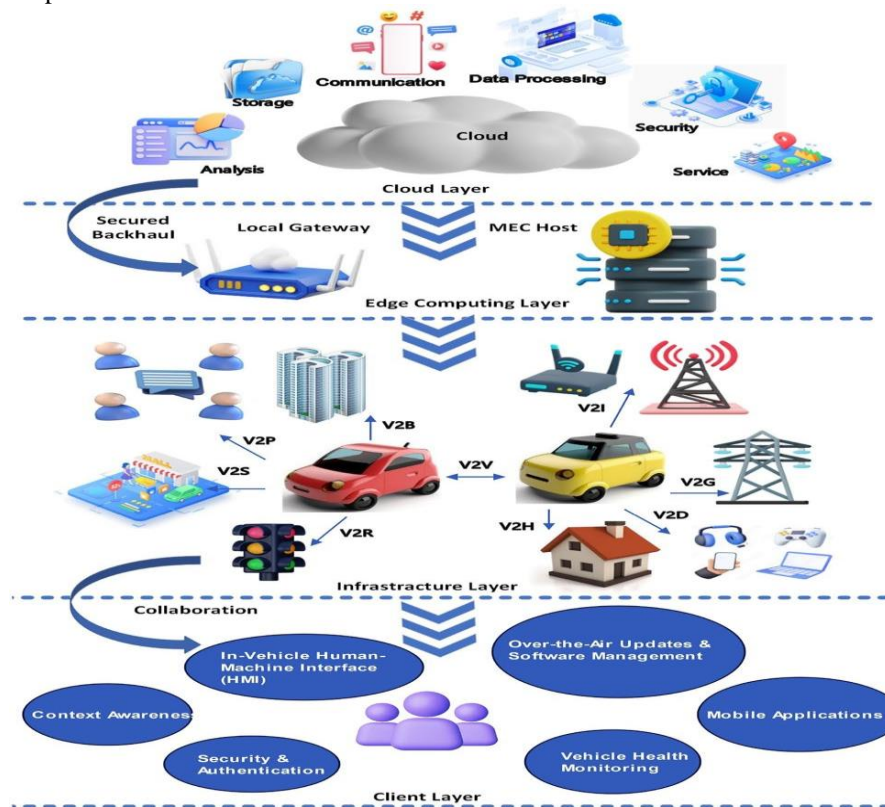 Communication
Data Processing
Storage
Cloud
Security
Analysis
Service
Cloud Layer
Secured
Backhaul
Local Gateway
MEC Host
Edge Computing Layer
V2I
V2B
V2P
V2V
V2S
V2G
V2D
V2H
V2R
Infrastracture Layer
Collaboration
In-Vehicle Human-
Machine Interface
(HMI)
Over-the-Air Updates &
Software Management
Context Awareness
Mobile Applications
Security &
Authentication
Vehicle Health
Monitoring
Client Layer